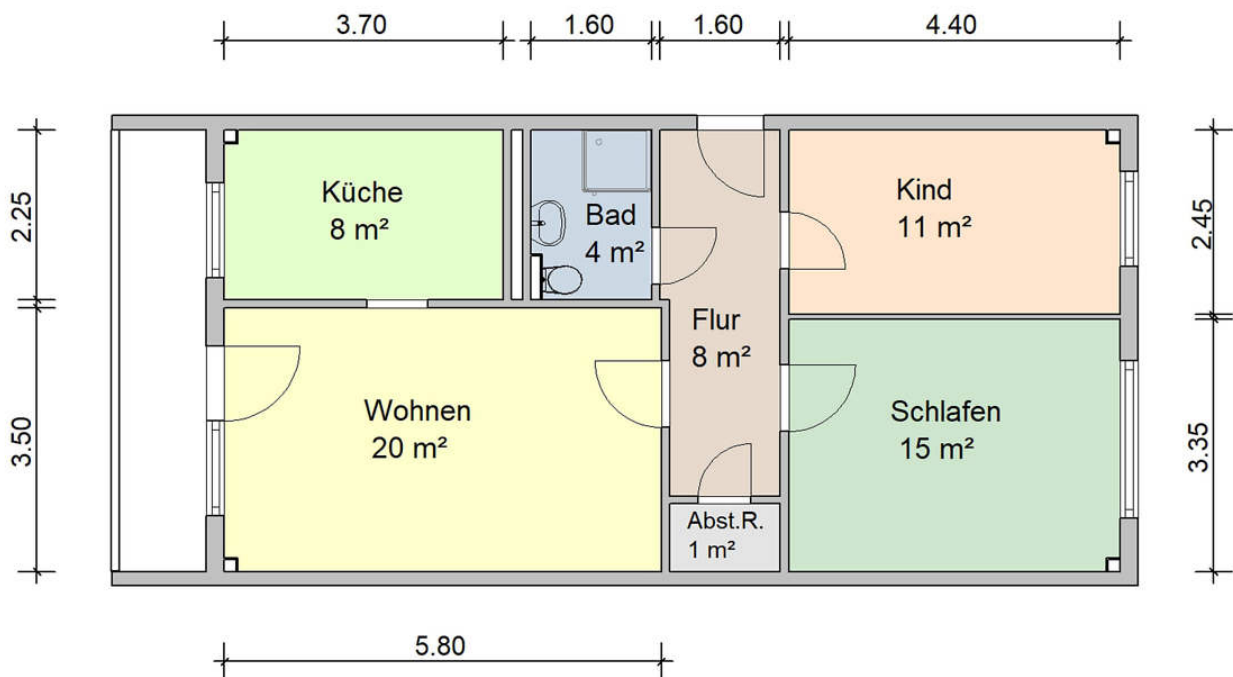 3.70
1.60
1.60
4.40
2.25
3.50
Küche
8 m²
Bad
4 m²
Flur
8 m²
Kind
11 m²
Wohnen
20 m²
Schlafen
15 m²
Abst.R.
1 m²
2.45
3.35
5.80